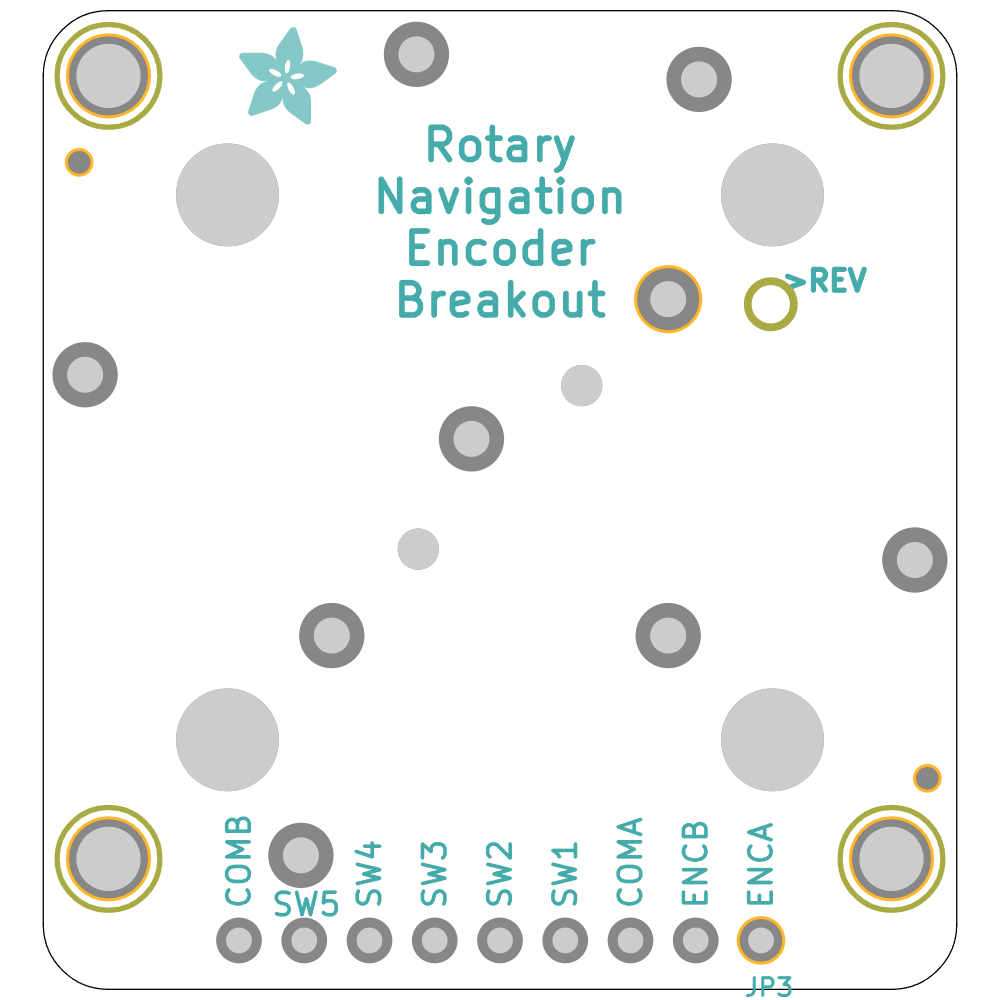 Rotary
Navigation
Encoder
Breakout
>REV
COMB
SW5
SW4
SW3
SW2
SW1
COMA
ENCB
ENCA
JP3